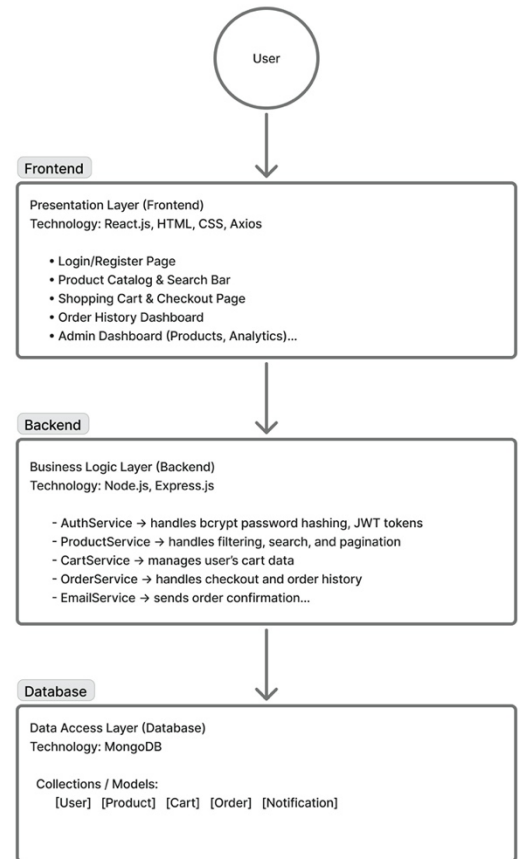 User
Frontend
Presentation Layer (Frontend)
Technology: React.js, HTML, CSS, Axios
• Login/Register Page
• Product Catalog & Search Bar
• Shopping Cart & Checkout Page
• Order History Dashboard
• Admin Dashboard (Products, Analytics)...
Backend
Business Logic Layer (Backend)
Technology: Node.js, Express.js
- AuthService → handles bcrypt password hashing, JWT tokens
- ProductService → handles filtering, search, and pagination
- CartService → manages user’s cart data
- OrderService → handles checkout and order history
- EmailService → sends order confirmation...
Database
Data Access Layer (Database)
Technology: MongoDB
Collections / Models:
[User] [Product] [Cart] [Order] [Notification]